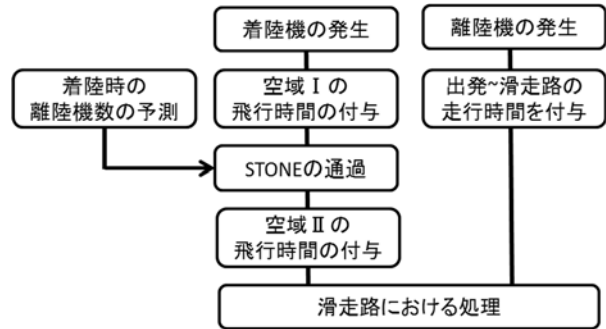 着陸機の発生
離陸機の発生
着陸時の
離陸機数の予測
空域Ⅰの
飛行時間の付与
出発~滑走路の
走行時間を付与
STONEの通過
空域Ⅱの
飛行時間の付与
滑走路における処理